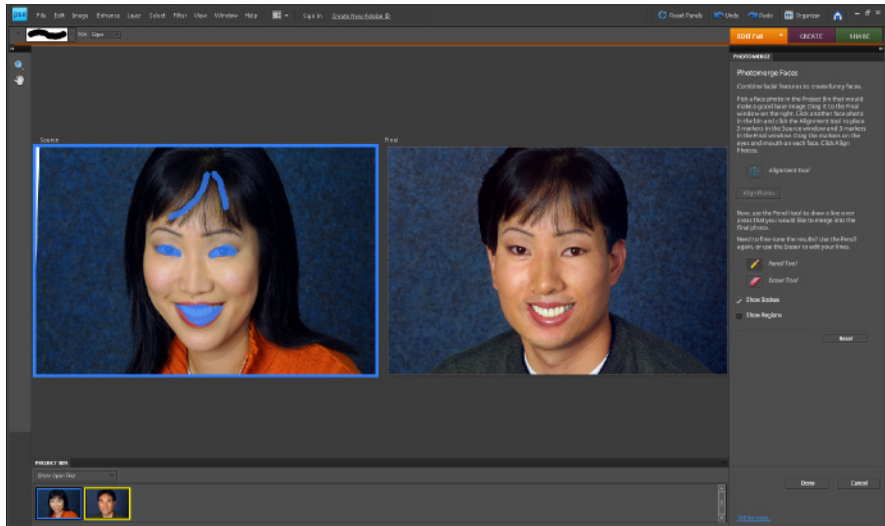 pse File Edit Image Enhance Layer Select Filter View Window Help Sign In Create New Adobe ID Reset Panels Undo Redo Organizer
Size: 13px
EDIT Full CREATE SHARE
PHOTOMERGE
Photomerge Faces
Combine facial features to create funny faces.
Pick a face photo in the Project Bin that would
make a good base image. Drag it to the Final
window on the right. Click another face photo
in the bin and click the Alignment tool to place
3 markers in the Source window and 3 markers
in the Final window. Drag the markers on the
eyes and mouth on each face. Click Align
Photos.
Source
Final
Alignment Tool
Align Photos
Now, use the Pencil tool to draw a line over
areas that you would like to merge into the
final photo.
Need to fine-tune the results? Use the Pencil
again, or use the Eraser to edit your lines.
Pencil Tool
Eraser Tool
Show Strokes
Show Regions
Reset
PROJECT BIN
Show Open Files
Done Cancel
Tell me more...